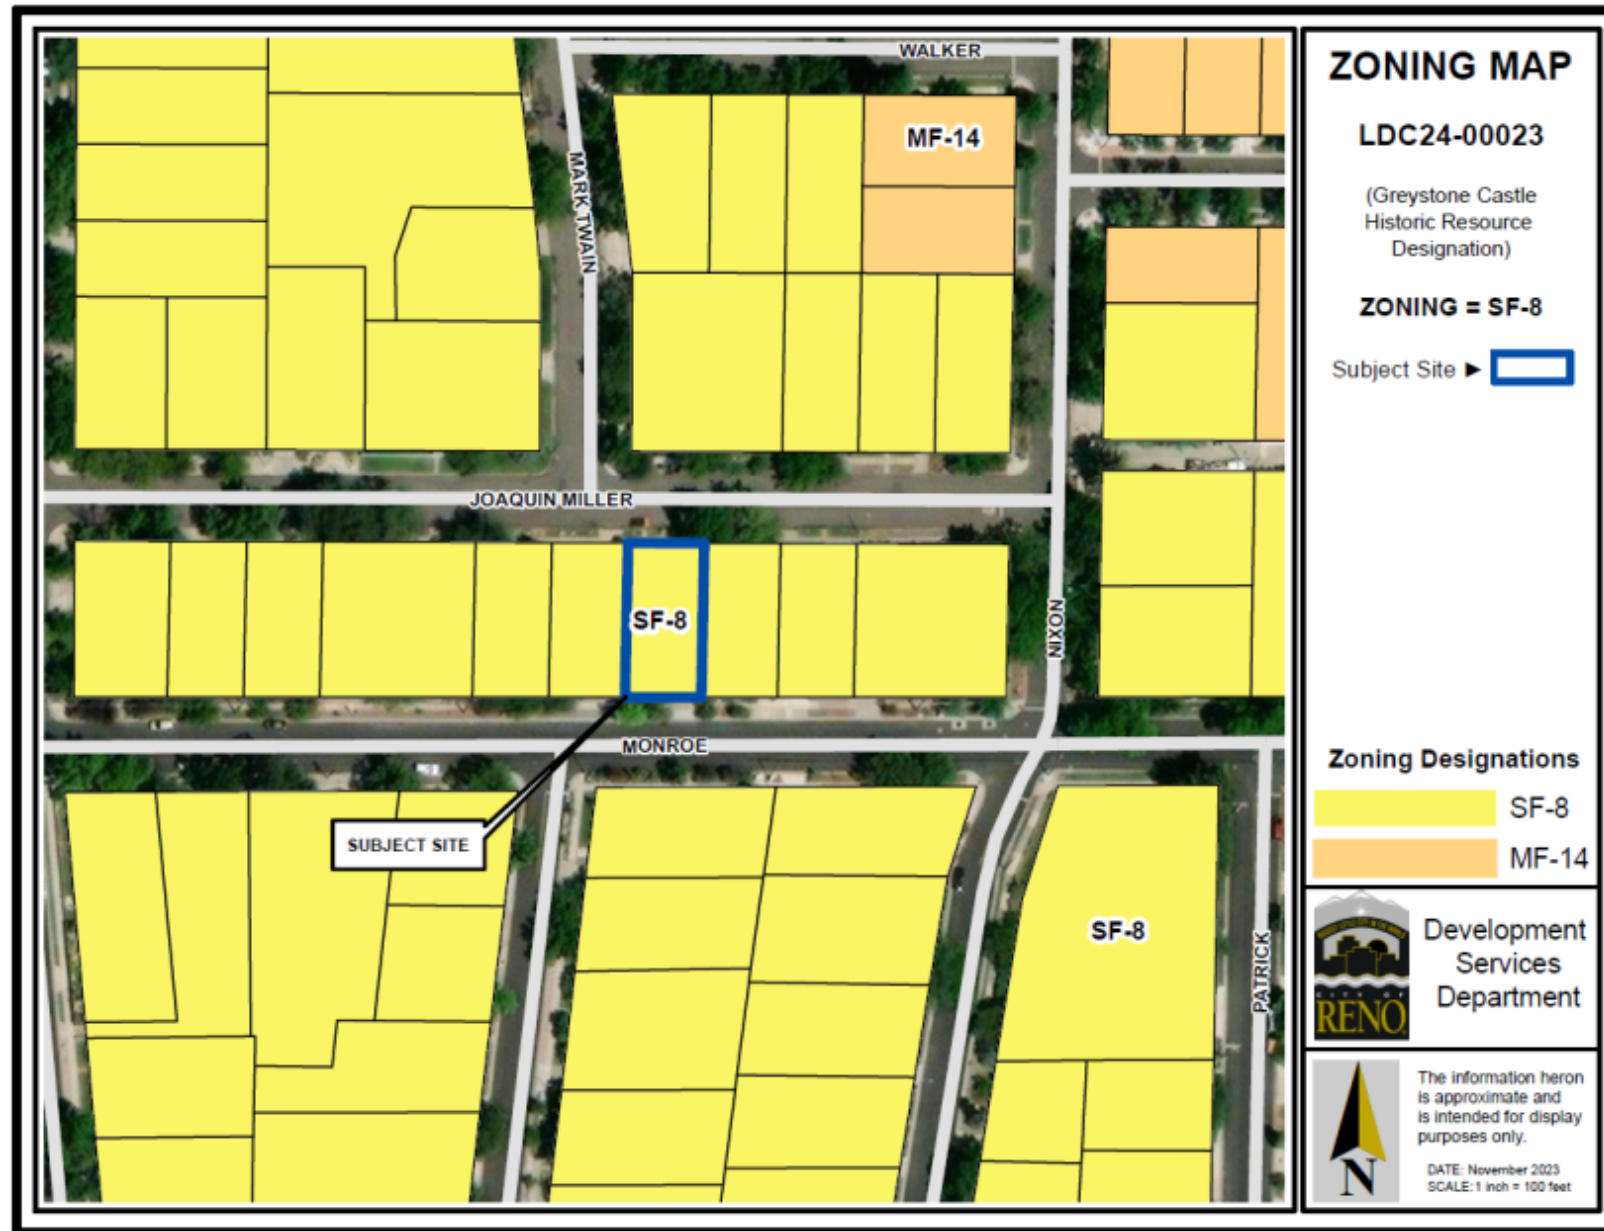 WALKER
MF-14
MARK TWAIN
JOAQUIN MILLER
SF-8
NIXON
MONROE
SUBJECT SITE
SF-8
PATRICK
ZONING MAP
LDC24-00023
(Greystone Castle
Historic Resource
Designation)
ZONING = SF-8
Subject Site ►
Zoning Designations
SF-8
MF-14
CITY OF
RENO
Development
Services
Department
N
The information heron
is approximate and
is intended for display
purposes only.
DATE: November 2023
SCALE: 1 inch = 100 feet